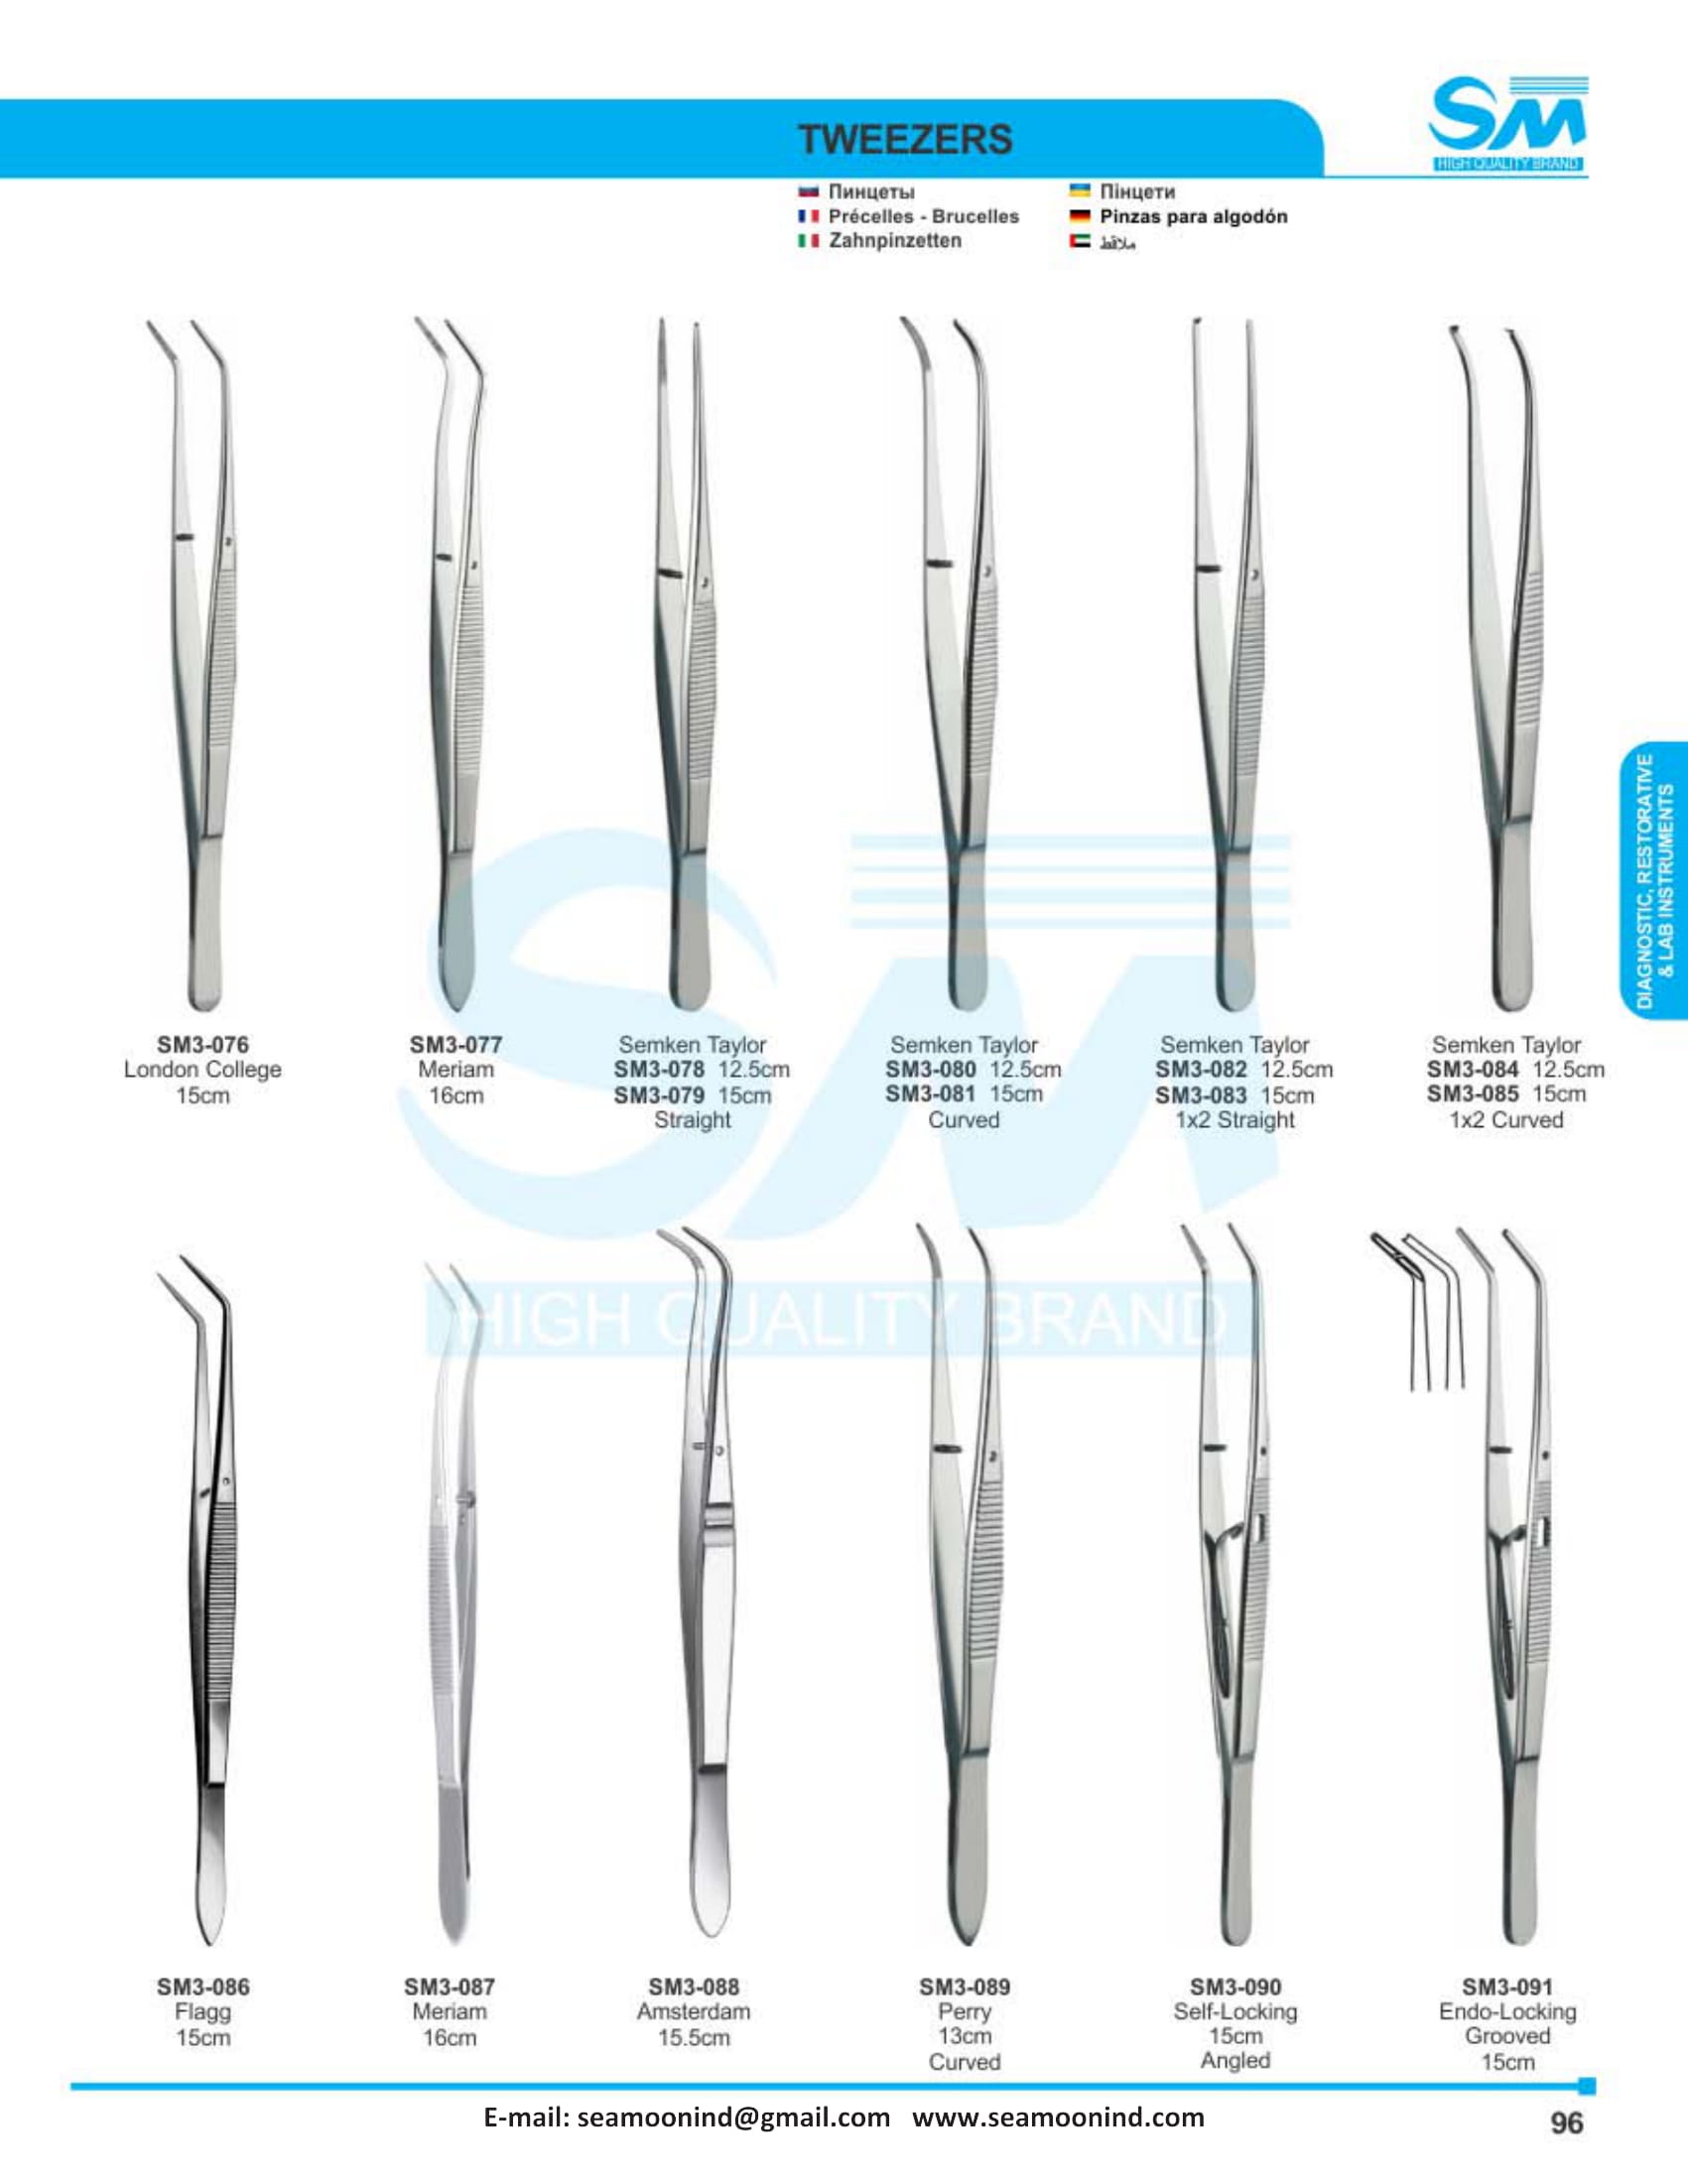 SM
HIGH QUALITY BRAND
TWEEZERS
Пинцеты
Пінцети
Précelles - Brucelles
Pinzas para algodón
Zahnpinzetten
ملاقط
DIAGNOSTIC, RESTORATIVE
& LAB INSTRUMENTS
SM3-076
London College
15cm
SM3-077
Meriam
16cm
Semken Taylor
SM3-078 12.5cm
SM3-079 15cm
Straight
Semken Taylor
SM3-080 12.5cm
SM3-081 15cm
Curved
Semken Taylor
SM3-082 12.5cm
SM3-083 15cm
1x2 Straight
Semken Taylor
SM3-084 12.5cm
SM3-085 15cm
1x2 Curved
SM
HIGH QUALITY BRAND
SM3-086
Flagg
15cm
SM3-087
Meriam
16cm
SM3-088
Amsterdam
15.5cm
SM3-089
Perry
13cm
Curved
SM3-090
Self-Locking
15cm
Angled
SM3-091
Endo-Locking
Grooved
15cm
E-mail: seamoonind@gmail.com www.seamoonind.com
96